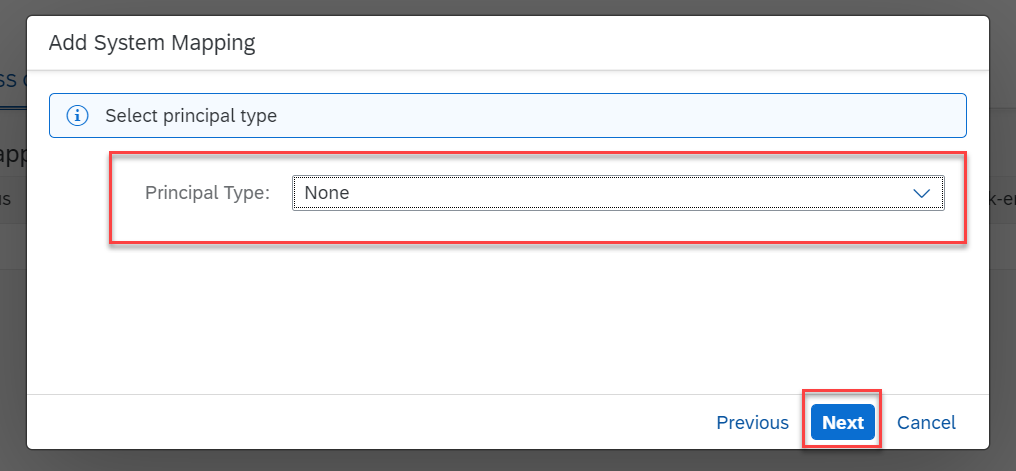 Add System Mapping
Select principal type
Principal Type: None
Previous Next Cancel